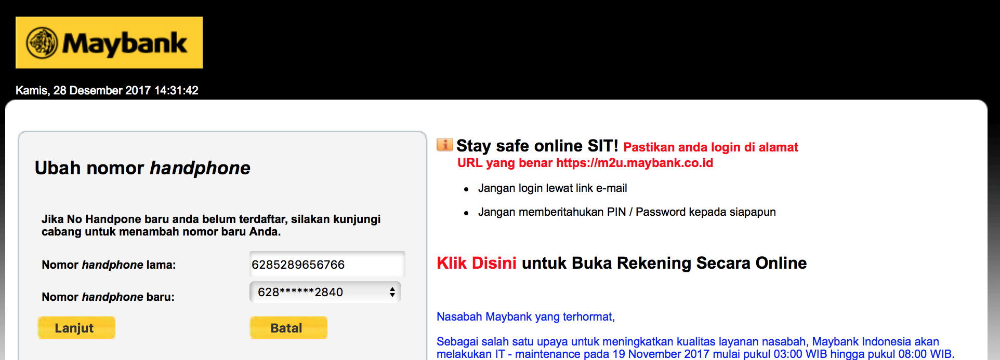 Maybank
Kamis, 28 Desember 2017 14:31:42
Ubah nomor handphone
Jika No Handpone baru anda belum terdaftar, silakan kunjungi
cabang untuk menambah nomor baru Anda.
Nomor handphone lama: 6285289656766
Nomor handphone baru: 628******2840
Lanjut Batal
Stay safe online SIT! Pastikan anda login di alamat
URL yang benar https://m2u.maybank.co.id
• Jangan login lewat link e-mail
• Jangan memberitahukan PIN / Password kepada siapapun
Klik Disini untuk Buka Rekening Secara Online
Nasabah Maybank yang terhormat,
Sebagai salah satu upaya untuk meningkatkan kualitas layanan nasabah, Maybank Indonesia akan
melakukan IT - maintenance pada 19 November 2017 mulai pukul 03:00 WIB hingga pukul 08:00 WIB.